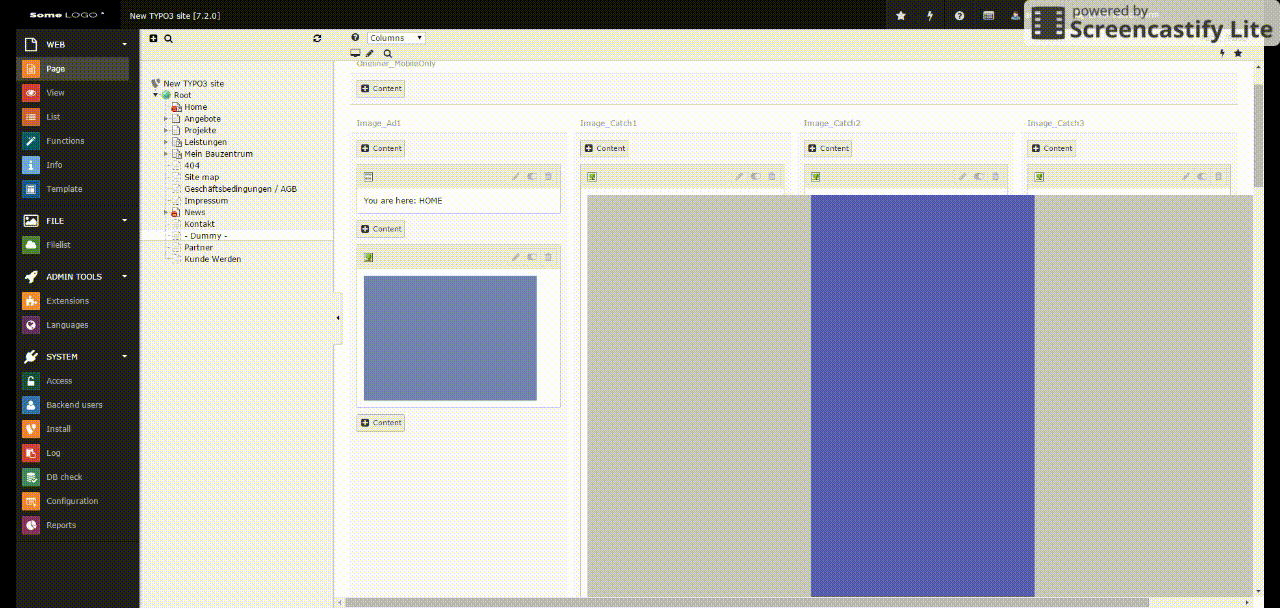 Some LOGO
New TYPO3 site [7.2.0]
powered by
Screencastify Lite
WEB
Page
View
List
Functions
Info
Template
FILE
Filelist
ADMIN TOOLS
Extensions
Languages
SYSTEM
Access
Backend users
Install
Log
DB check
Configuration
Reports
New TYPO3 site
Root
Home
Angebote
Projekte
Leistungen
Mein Bauzentrum
404
Site map
Geschäftsbedingungen / AGB
Impressum
News
Kontakt
- Dummy -
Partner
Kunde Werden
Columns
Oneliner_MobileOnly
Content
Image_Ad1
Image_Catch1
Image_Catch2
Image_Catch3
Content
Content
Content
Content
You are here: HOME
Content
Content